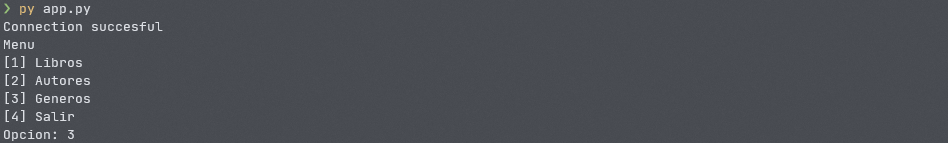 ❯ py app.py
Connection succesful
Menu
[1] Libros
[2] Autores
[3] Generos
[4] Salir
Opcion: 3